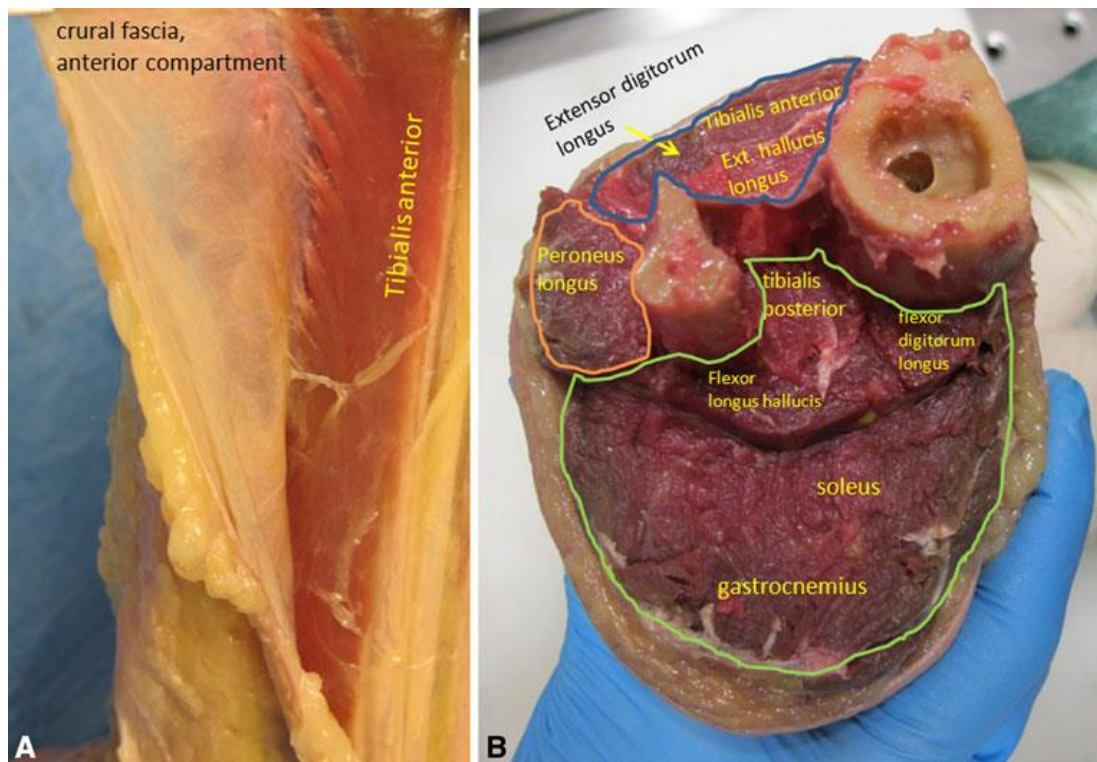 crural fascia,
anterior compartment
Tibialis anterior
A
Extensor digitorum
longus
Tibialis anterior
Ext. hallucis
longus
Peroneus
longus
tibialis
posterior
flexor
digitorum
longus
Flexor
longus hallucis
soleus
gastrocnemius
B